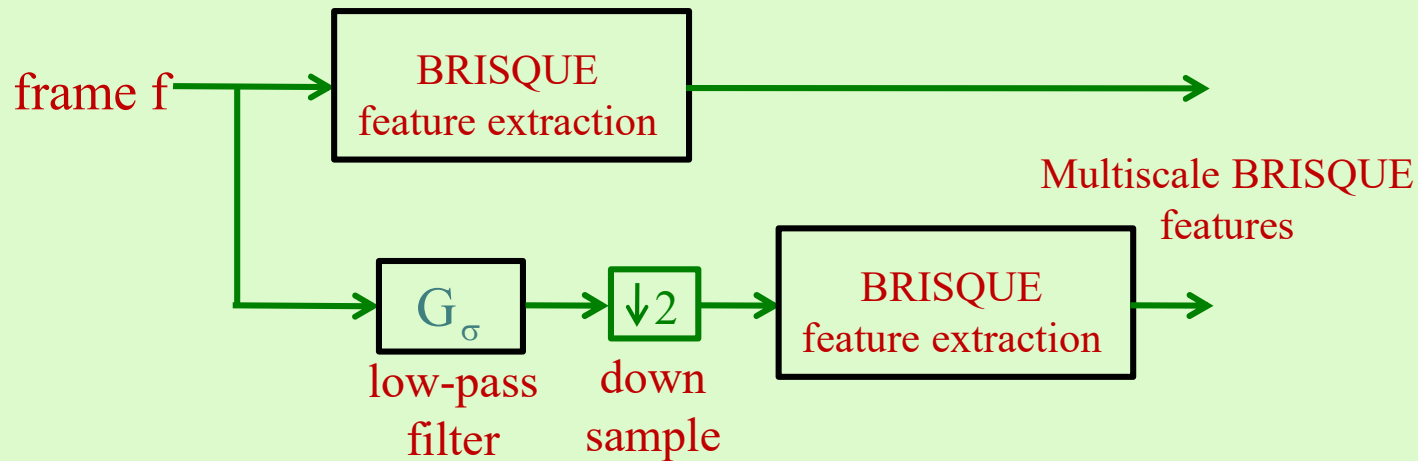 frame f
BRISQUE
feature extraction
Multiscale BRISQUE
features
Gσ
↓2
BRISQUE
feature extraction
low-pass
filter
down
sample